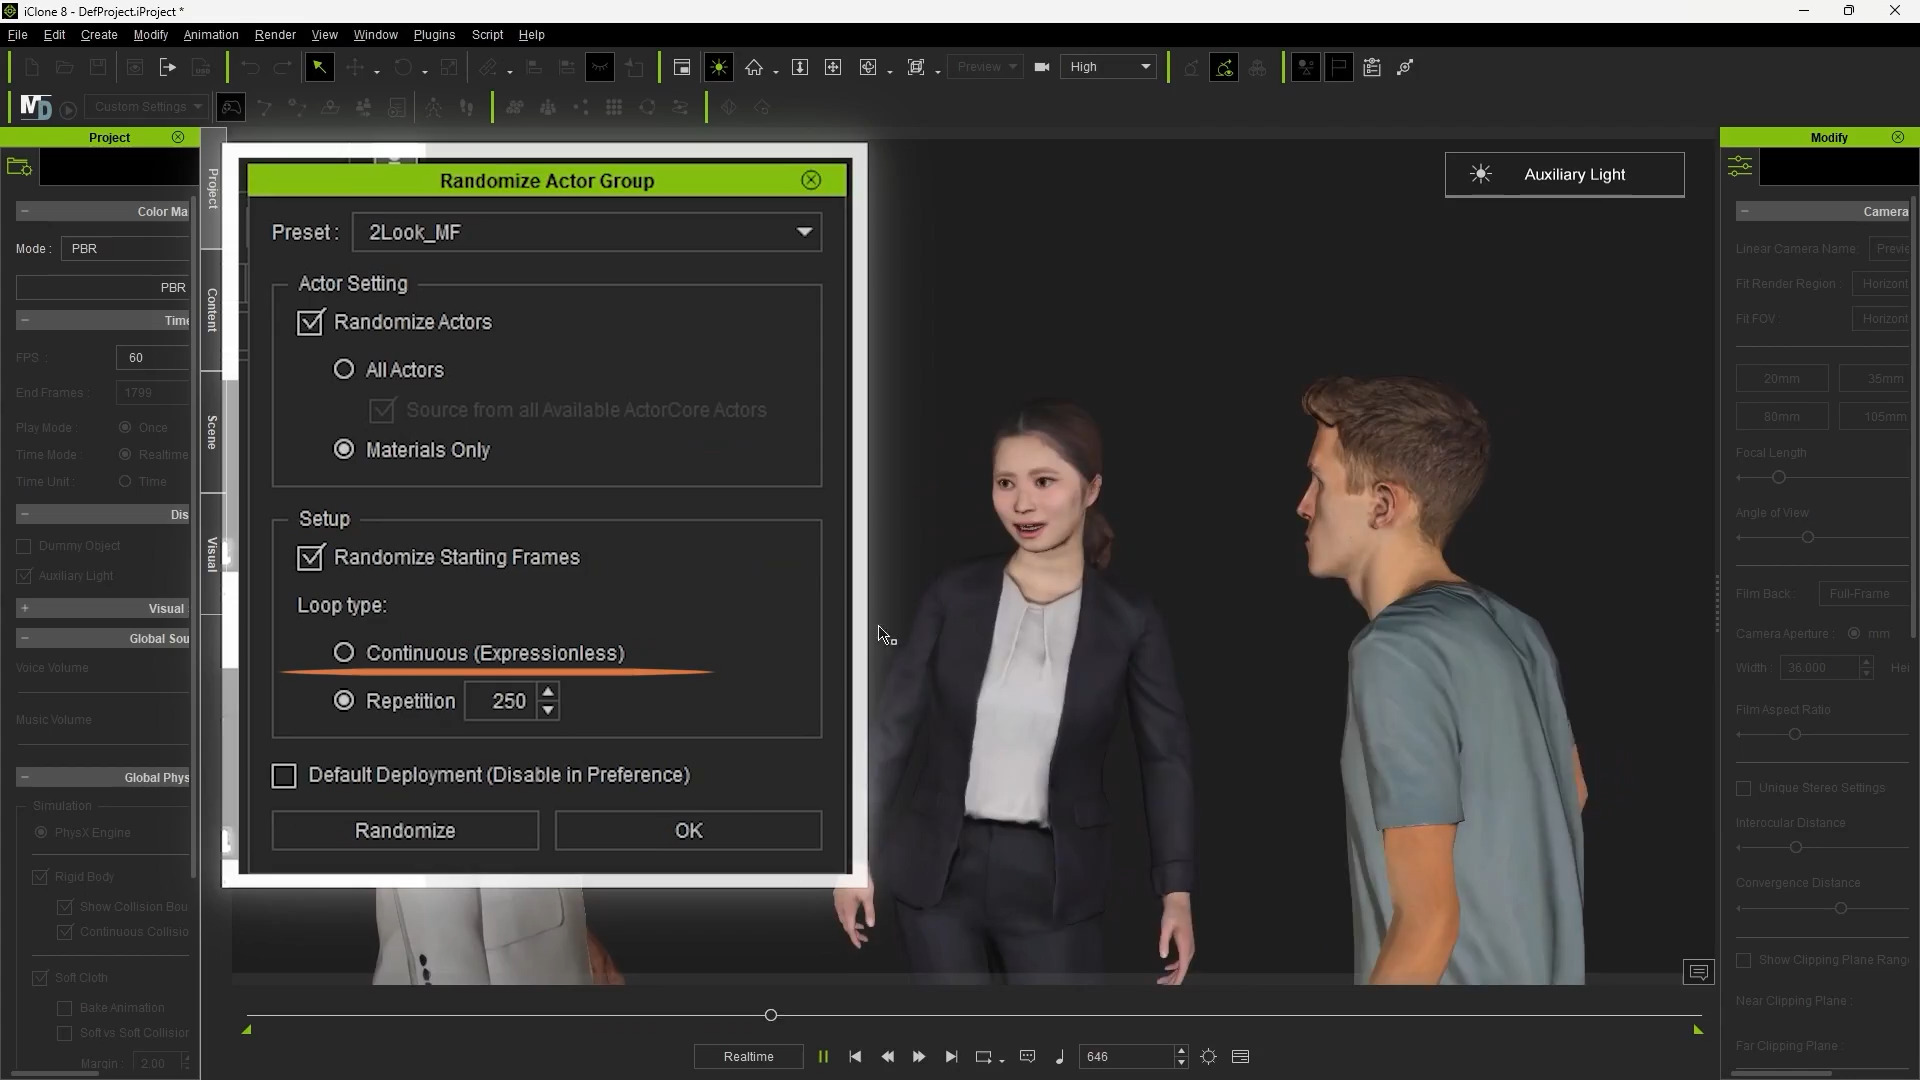 iClone 8 - DefProject.iProject *
File Edit Create Modify Animation Render Script Window Plugins Script Help
Preview High
MD Custom Settings
Project
Color Ma
Mode : PBR
PBR
Time
FPS : 60
End Frames : 1799
Play Mode : Once
Time Mode : Realtime
Time Unit : Time
Dis
Dummy Object
Auxiliary Light
Visual
Global Sou
Voice Volume
Music Volume
Global Phys
Simulation
PhysX Engine
Rigid Body
Show Collision Bou
Continuous Collisio
Soft Cloth
Bake Animation
Soft vs Soft Collision
Margin : 2.00
Project
Content
Scene
Visual
Randomize Actor Group
Preset : 2Look_MF
Actor Setting
Randomize Actors
All Actors
Source from all Available ActorCore Actors
Materials Only
Setup
Randomize Starting Frames
Loop type:
Continuous (Expressionless)
Repetition 250
Default Deployment (Disable in Preference)
Randomize OK
Auxiliary Light
Realtime 646
Modify
Camera
Linear Camera Name: Previe
Fit Render Region : Horizont
Fit FOV : Horizont
20mm 35mm
80mm 105mm
Focal Length
Angle of View
Film Back : Full-Frame
Camera Aperture : mm
Width : 36.000 Hei
Film Aspect Ratio
Unique Stereo Settings
Interocular Distance
Convergence Distance
Show Clipping Plane Rang
Near Clipping Plane :
Far Clipping Plane :